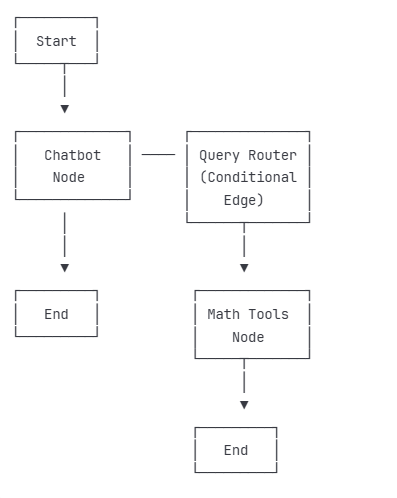 Start
Chatbot
Node
Query Router
(Conditional
Edge)
End
Math Tools
Node
End